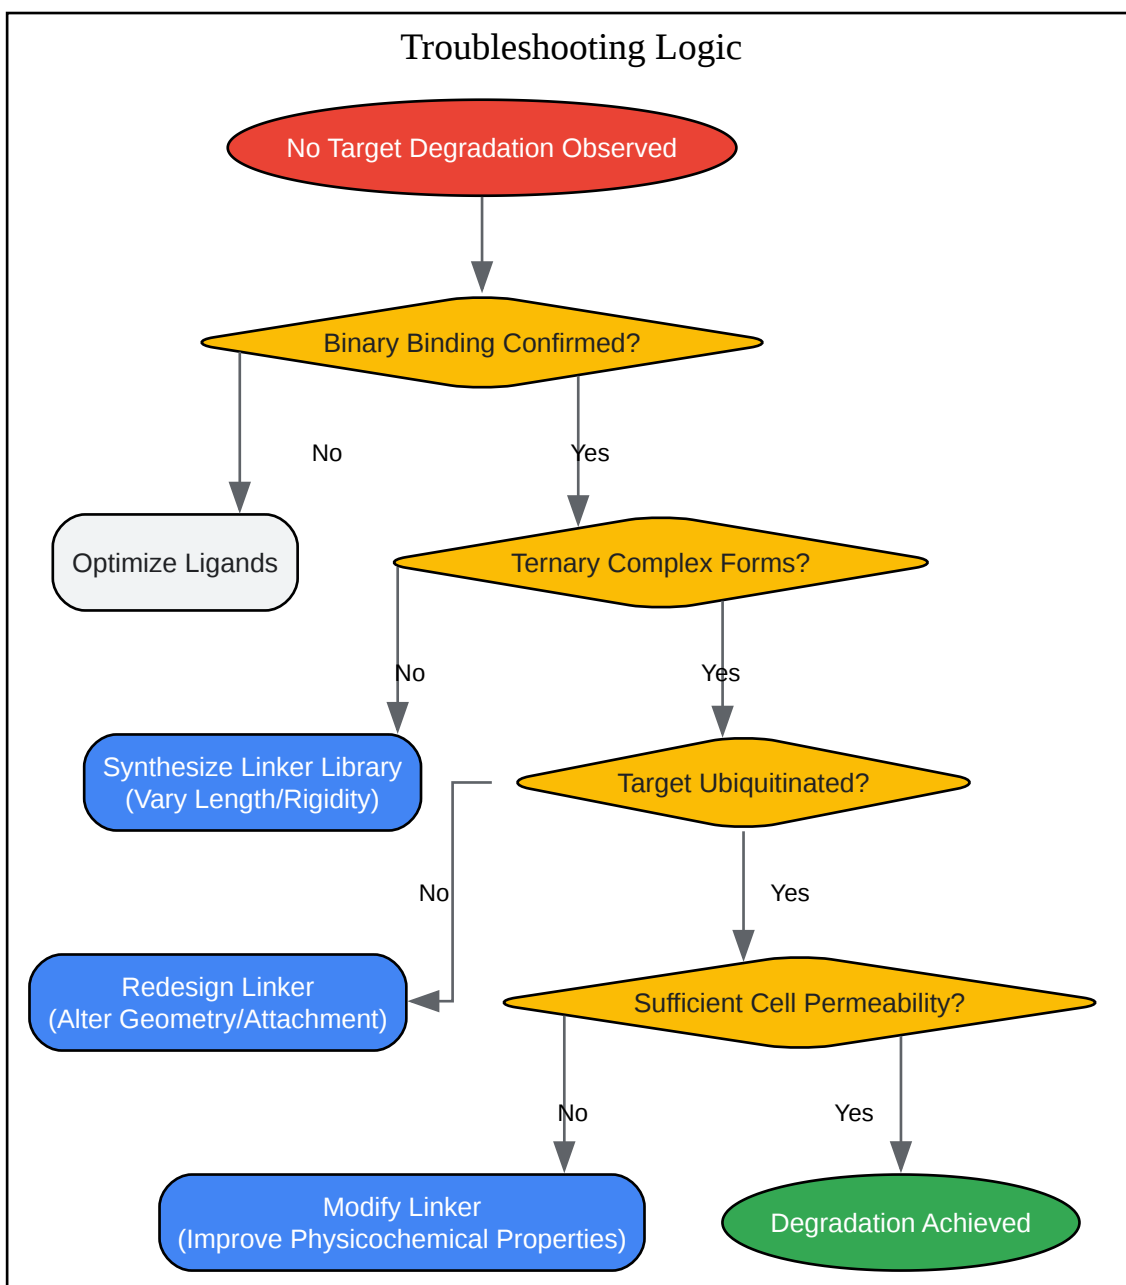 Troubleshooting Logic
No Target Degradation Observed
Binary Binding Confirmed?
No
Yes
Optimize Ligands
Ternary Complex Forms?
No
Yes
Synthesize Linker Library
(Vary Length/Rigidity)
Target Ubiquitinated?
No
Yes
Redesign Linker
(Alter Geometry/Attachment)
Sufficient Cell Permeability?
No
Yes
Modify Linker
(Improve Physicochemical Properties)
Degradation Achieved